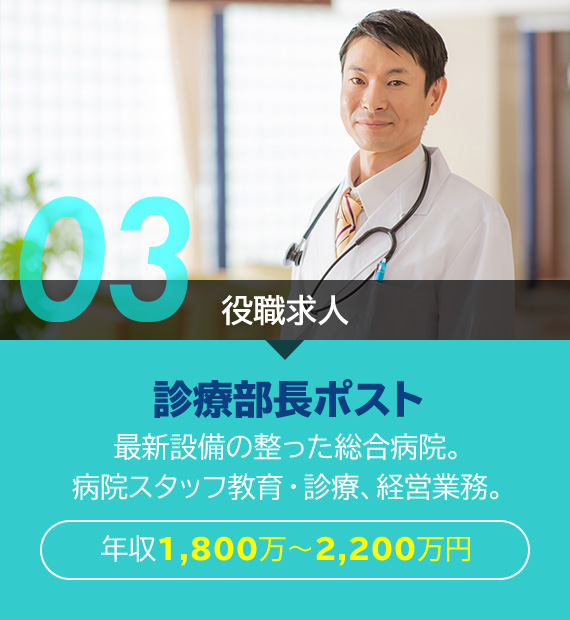 03
役職求人
診療部長ポスト
最新設備の整った総合病院。
病院スタッフ教育・診療、経営業務。
年収1,800万～2,200万円